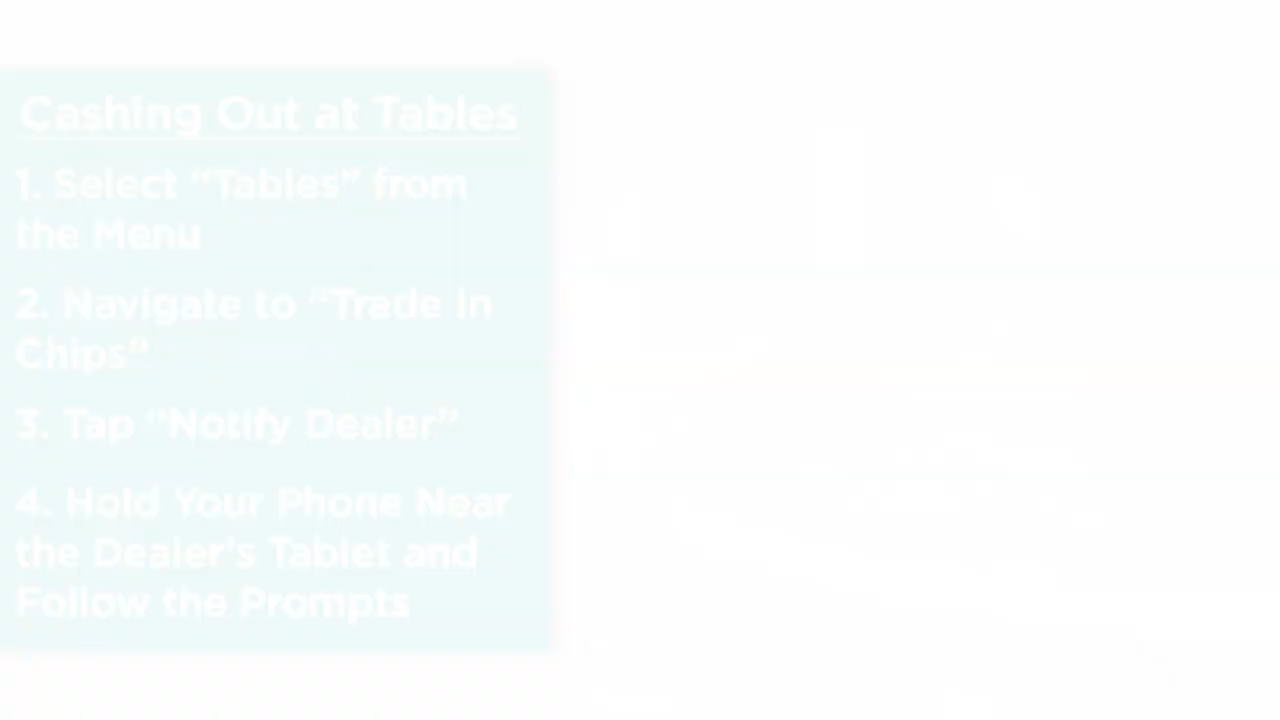 Cashing Out at Tables
1. Select “Tables” from
the Menu
2. Navigate to “Trade In
Chips”
3. Tap “Notify Dealer”
4. Hold Your Phone Near
the Dealer's Tablet and
Follow the Prompts